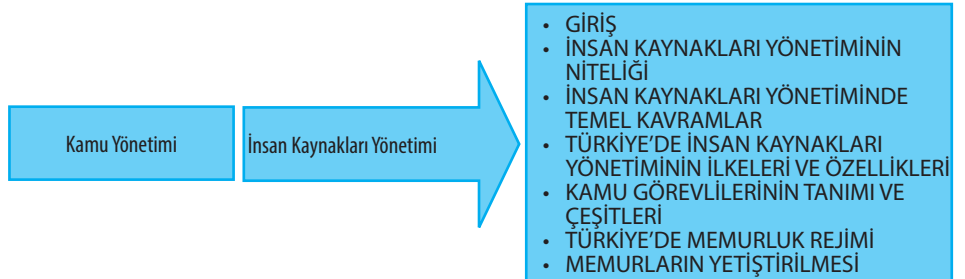 Kamu Yönetimi
İnsan Kaynakları Yönetimi
• GİRİŞ
• İNSAN KAYNAKLARI YÖNETİMİNİN
NİTELİĞİ
• İNSAN KAYNAKLARI YÖNETİMİNDE
TEMEL KAVRAMLAR
• TÜRKİYE'DE İNSAN KAYNAKLARI
YÖNETİMİNİN İLKELERİ VE ÖZELLİKLERİ
• KAMU GÖREVLİLERİNİN TANIMI VE
ÇEŞİTLERİ
• TÜRKİYE'DE MEMURLUK REJİMİ
• MEMURLARIN YETİŞTİRİLMESİ